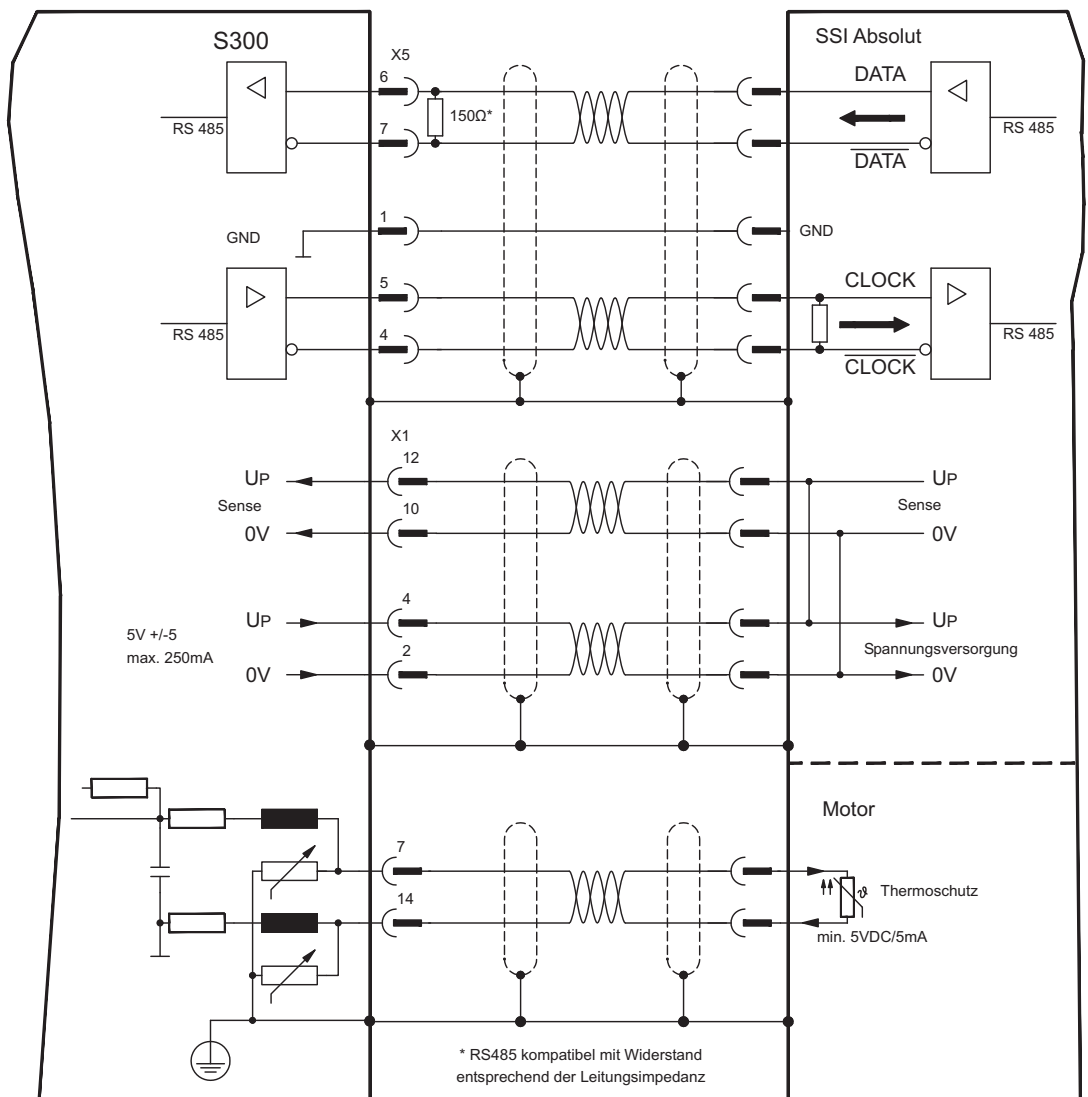 S300
X5
SSI Absolut
6
DATA
RS 485
150Ω*
RS 485
7
DATA
1
GND
GND
5
CLOCK
RS 485
4
RS 485
CLOCK
X1
12
UP
UP
Sense
Sense
10
0V
0V
4
UP
UP
5V +/-5
max. 250mA
2
Spannungsversorgung
0V
0V
Motor
7
ϑ Thermoschutz
14
min. 5VDC/5mA
* RS485 kompatibel mit Widerstand
entsprechend der Leitungsimpedanz